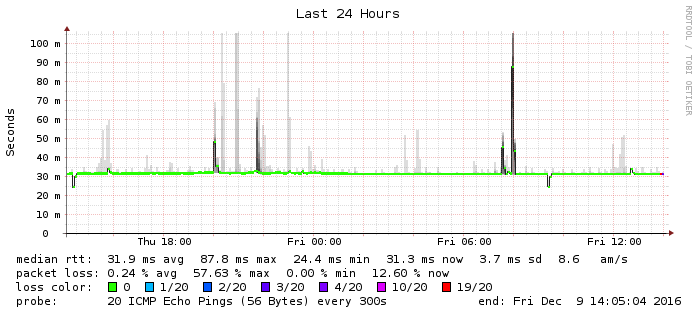 Last 24 Hours
RRDTOOL / TOBI OETIKER
Seconds
100 m
90 m
80 m
70 m
60 m
50 m
40 m
30 m
20 m
10 m
0
Thu 18:00 Fri 00:00 Fri 06:00 Fri 12:00
median rtt: 31.9 ms avg 87.8 ms max 24.4 ms min 31.3 ms now 3.7 ms sd 8.6 am/s
packet loss: 0.24 % avg 57.63 % max 0.00 % min 12.60 % now
loss color: 0 1/20 2/20 3/20 4/20 10/20 19/20
probe: 20 ICMP Echo Pings (56 Bytes) every 300s end: Fri Dec 9 14:05:04 2016